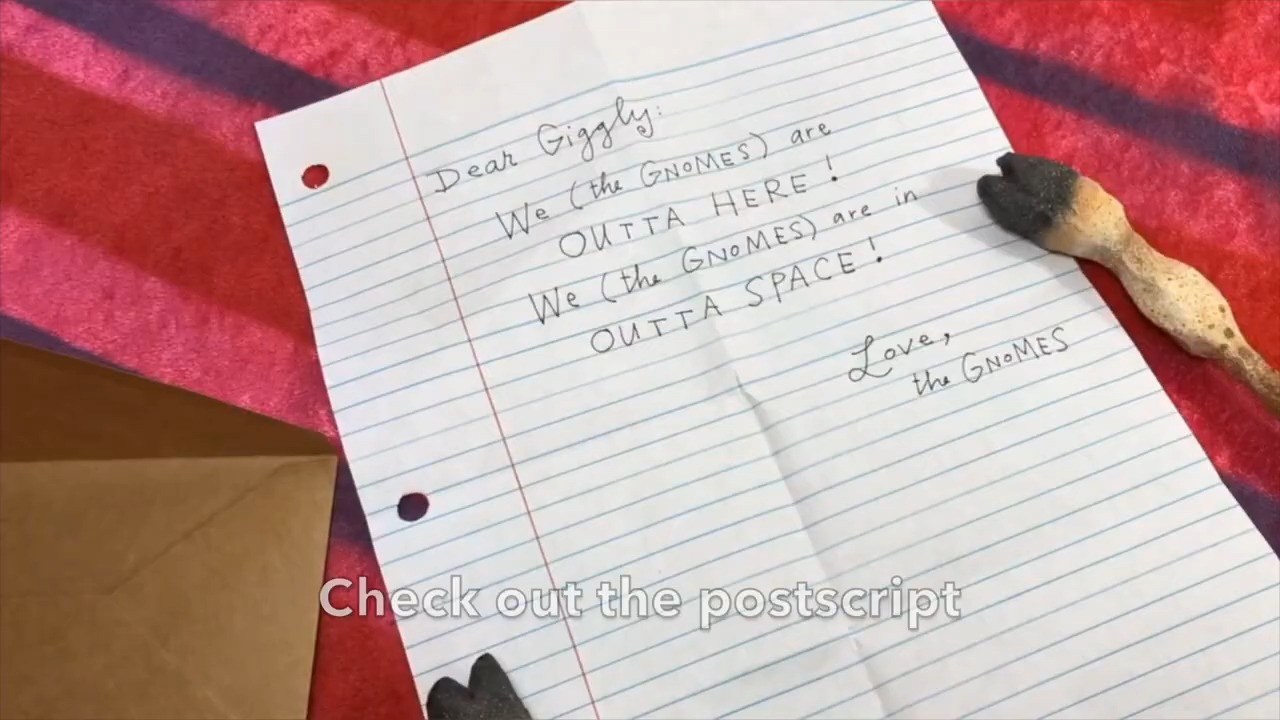 Dear Giggly:
We (the GNOMES) are
OUTTA HERE!
We (the GNOMES) are in
OUTTA SPACE!
Love,
the GNOMES
Check out the postscript